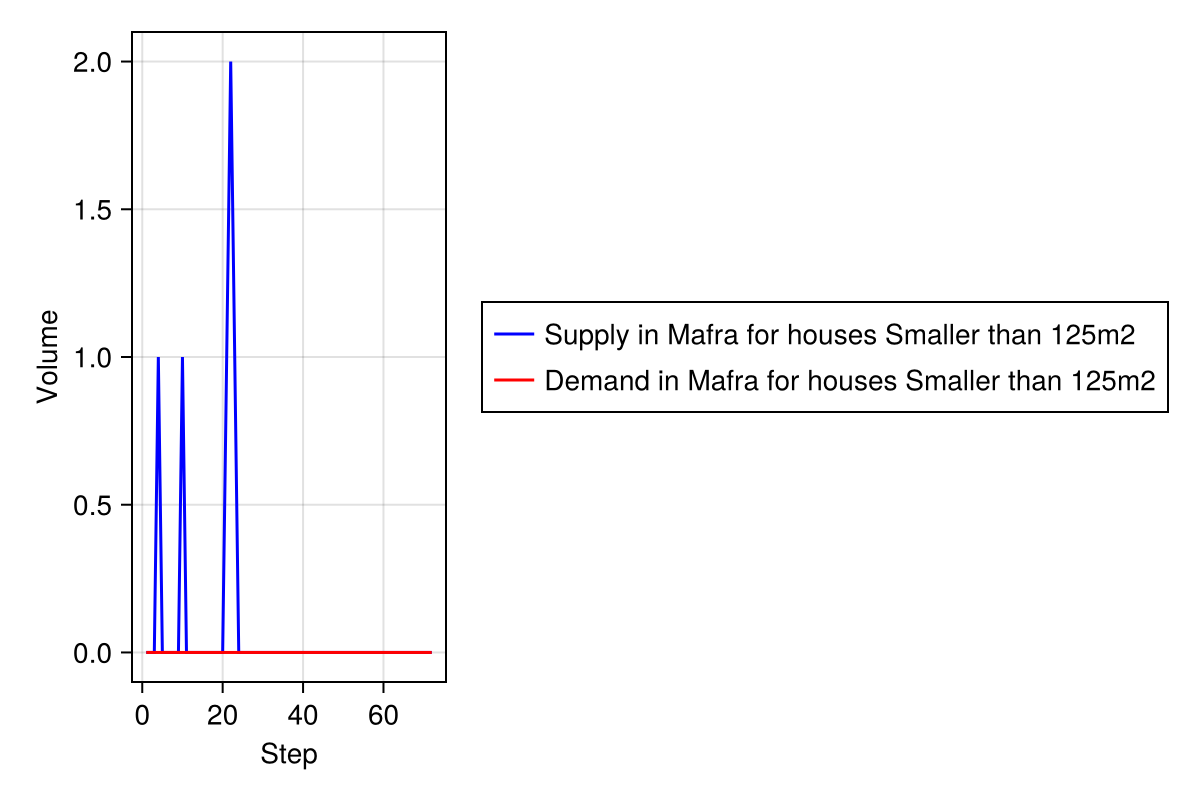 2.0
1.5
1.0
0.5
0.0
Volume
0 20 40 60
Step
Supply in Mafra for houses Smaller than 125m2
Demand in Mafra for houses Smaller than 125m2